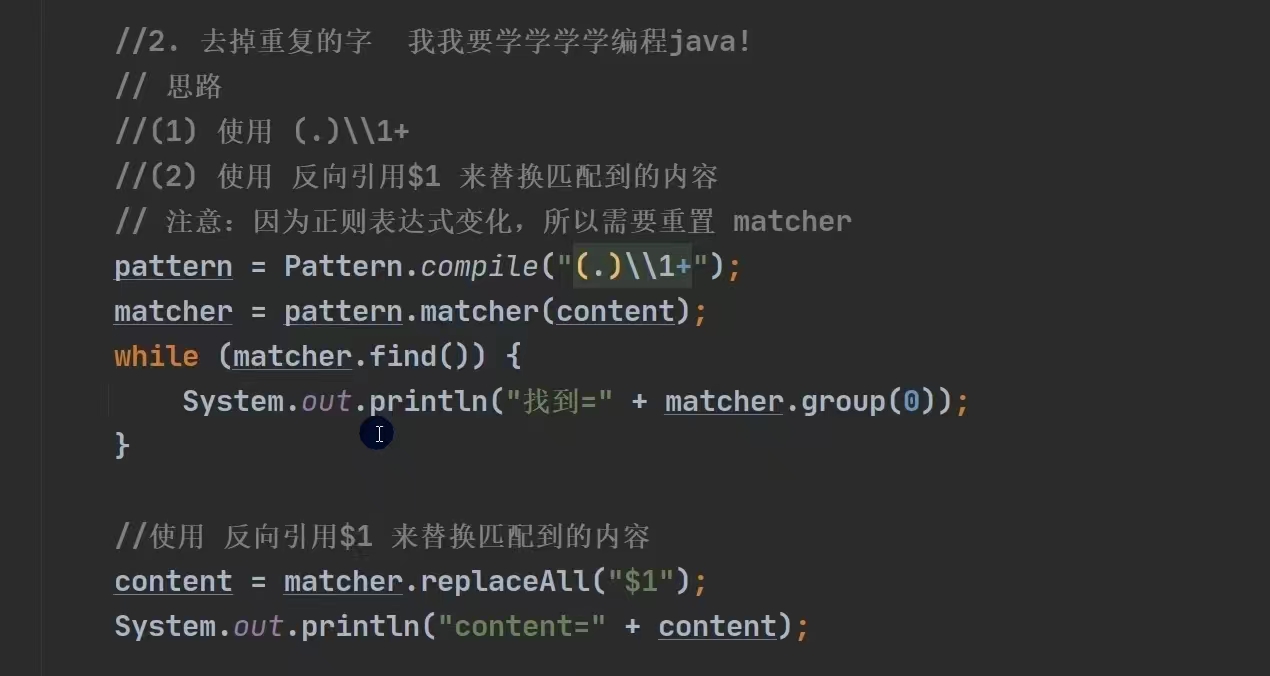 //2. 去掉重复的字  我我要学学学学编程java!
// 思路
//(1) 使用 (.)\\1+
//(2) 使用 反向引用$1 来替换匹配到的内容
// 注意：因为正则表达式变化，所以需要重置 matcher
pattern = Pattern.compile("(.)\\1+");
matcher = pattern.matcher(content);
while (matcher.find()) {
    System.out.println("找到=" + matcher.group(0));
}
//使用 反向引用$1 来替换匹配到的内容
content = matcher.replaceAll("$1");
System.out.println("content=" + content);